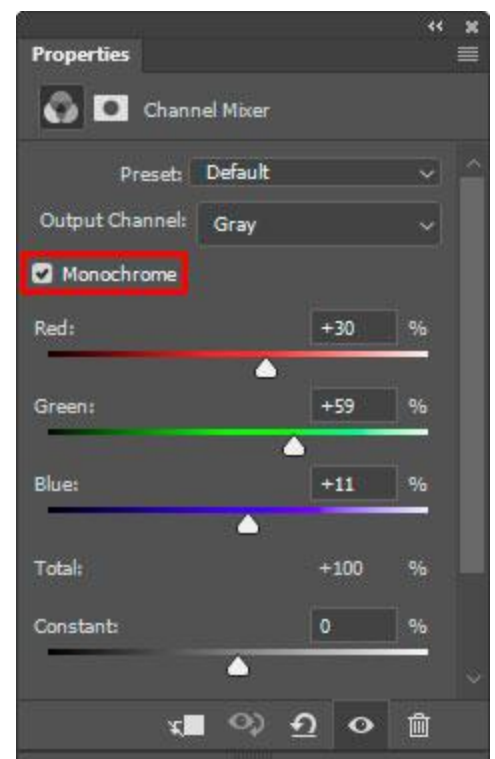 Properties
Channel Mixer
Preset: Default
Output Channel: Gray
Monochrome
Red: +30 %
Green: +59 %
Blue: +11 %
Total: +100 %
Constant: 0 %